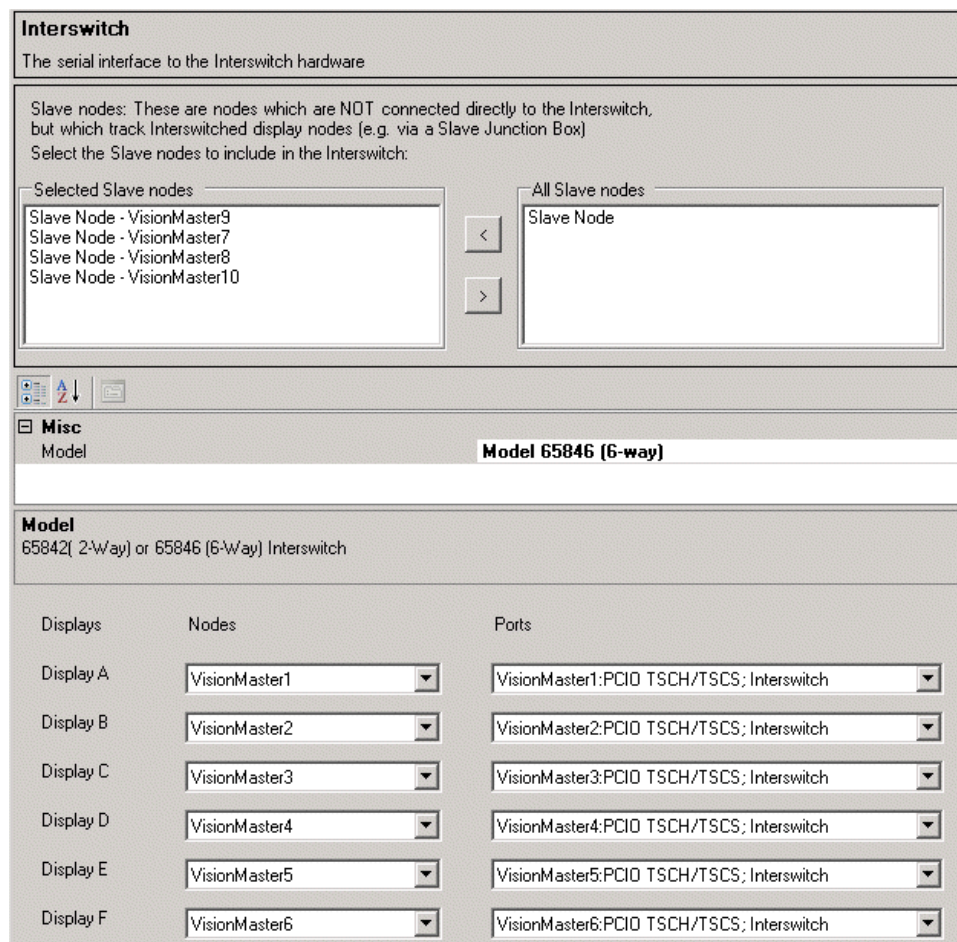 Interswitch
The serial interface to the Interswitch hardware
Slave nodes: These are nodes which are NOT connected directly to the Interswitch,
but which track Interswitched display nodes (e.g. via a Slave Junction Box)
Select the Slave nodes to include in the Interswitch:
Selected Slave nodes
Slave Node - VisionMaster9
Slave Node - VisionMaster7
Slave Node - VisionMaster8
Slave Node - VisionMaster10
<
>
All Slave nodes
Slave Node
A Z
Misc
Model Model 65846 (6-way)
Model
65842( 2-Way) or 65846 (6-Way) Interswitch
Displays Nodes Ports
Display A VisionMaster1 VisionMaster1:PCIO TSCH/TSCS; Interswitch
Display B VisionMaster2 VisionMaster2:PCIO TSCH/TSCS; Interswitch
Display C VisionMaster3 VisionMaster3:PCIO TSCH/TSCS; Interswitch
Display D VisionMaster4 VisionMaster4:PCIO TSCH/TSCS; Interswitch
Display E VisionMaster5 VisionMaster5:PCIO TSCH/TSCS; Interswitch
Display F VisionMaster6 VisionMaster6:PCIO TSCH/TSCS; Interswitch